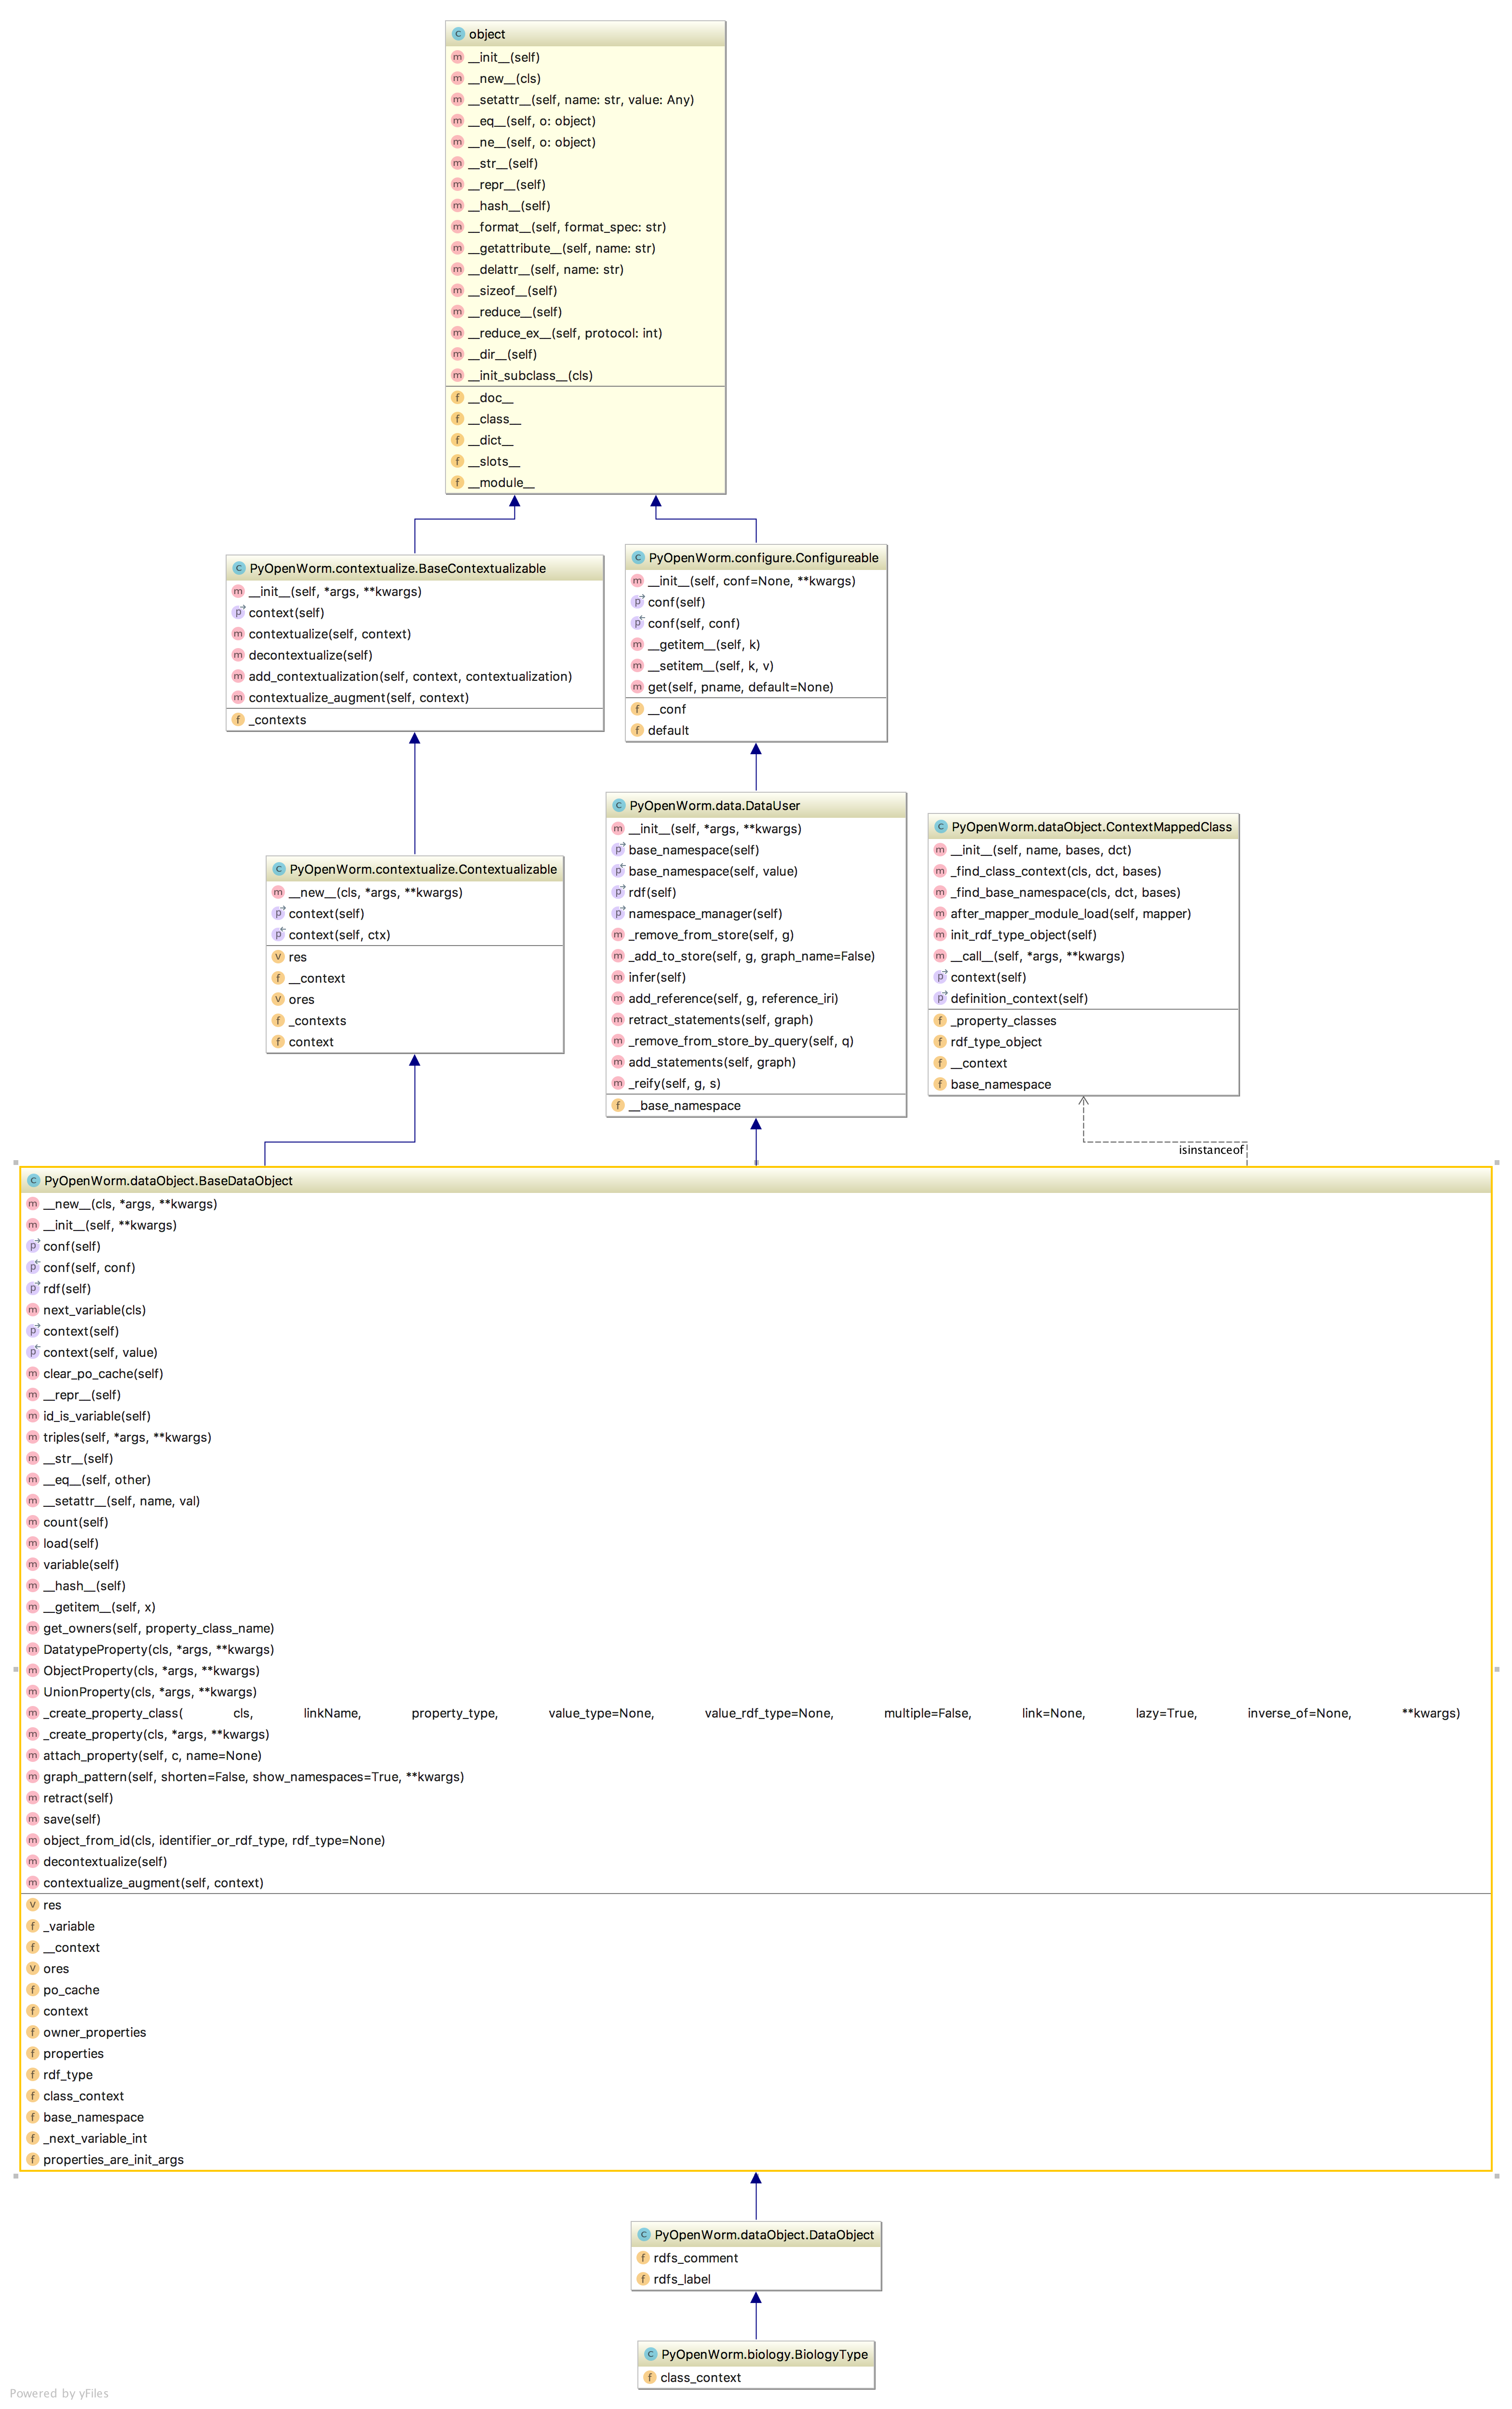 object
__init__(self)
__new__(cls)
__setattr__(self, name: str, value: Any)
__eq__(self, o: object)
__ne__(self, o: object)
__str__(self)
__repr__(self)
__hash__(self)
__format__(self, format_spec: str)
__getattribute__(self, name: str)
__delattr__(self, name: str)
__sizeof__(self)
__reduce__(self)
__reduce_ex__(self, protocol: int)
__dir__(self)
__init_subclass__(cls)
__doc__
__class__
__dict__
__slots__
__module__
PyOpenWorm.contextualize.BaseContextualizable
__init__(self, *args, **kwargs)
context(self)
contextualize(self, context)
decontextualize(self)
add_contextualization(self, context, contextualization)
contextualize_augment(self, context)
_contexts
PyOpenWorm.configure.Configureable
__init__(self, conf=None, **kwargs)
conf(self)
conf(self, conf)
__getitem__(self, k)
__setitem__(self, k, v)
get(self, pname, default=None)
__conf
default
PyOpenWorm.contextualize.Contextualizable
__new__(cls, *args, **kwargs)
context(self)
context(self, ctx)
res
__context
ores
_contexts
context
PyOpenWorm.data.DataUser
__init__(self, *args, **kwargs)
base_namespace(self)
base_namespace(self, value)
rdf(self)
namespace_manager(self)
_remove_from_store(self, g)
_add_to_store(self, g, graph_name=False)
infer(self)
add_reference(self, g, reference_iri)
retract_statements(self, graph)
_remove_from_store_by_query(self, q)
add_statements(self, graph)
_reify(self, g, s)
__base_namespace
PyOpenWorm.dataObject.ContextMappedClass
__init__(self, name, bases, dct)
_find_class_context(cls, dct, bases)
_find_base_namespace(cls, dct, bases)
after_mapper_module_load(self, mapper)
init_rdf_type_object(self)
__call__(self, *args, **kwargs)
context(self)
definition_context(self)
_property_classes
rdf_type_object
__context
base_namespace
isinstanceof
PyOpenWorm.dataObject.BaseDataObject
__new__(cls, *args, **kwargs)
__init__(self, **kwargs)
conf(self)
conf(self, conf)
rdf(self)
next_variable(cls)
context(self)
context(self, value)
clear_po_cache(self)
__repr__(self)
id_is_variable(self)
triples(self, *args, **kwargs)
__str__(self)
__eq__(self, other)
__setattr__(self, name, val)
count(self)
load(self)
variable(self)
__hash__(self)
__getitem__(self, x)
get_owners(self, property_class_name)
DatatypeProperty(cls, *args, **kwargs)
ObjectProperty(cls, *args, **kwargs)
UnionProperty(cls, *args, **kwargs)
_create_property_class( cls, linkName, property_type, value_type=None, value_rdf_type=None, multiple=False, link=None, lazy=True, inverse_of=None, **kwargs)
_create_property(cls, *args, **kwargs)
attach_property(self, c, name=None)
graph_pattern(self, shorten=False, show_namespaces=True, **kwargs)
retract(self)
save(self)
object_from_id(cls, identifier_or_rdf_type, rdf_type=None)
decontextualize(self)
contextualize_augment(self, context)
res
_variable
__context
ores
po_cache
context
owner_properties
properties
rdf_type
class_context
base_namespace
_next_variable_int
properties_are_init_args
PyOpenWorm.dataObject.DataObject
rdfs_comment
rdfs_label
PyOpenWorm.biology.BiologyType
class_context
Powered by yFiles